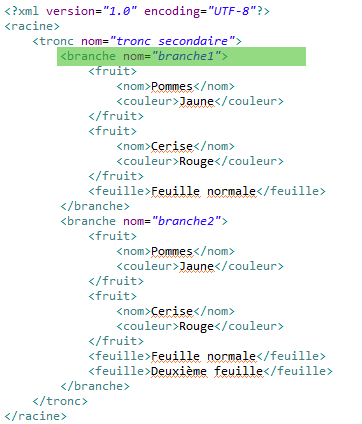 <?xml version="1.0" encoding="UTF-8"?>
<racine>
    <tronc nom="tronc secondaire">
        <branche nom="branche1">
            <fruit>
                <nom>Pommes</nom>
                <couleur>Jaune</couleur>
            </fruit>
            <fruit>
                <nom>Cerise</nom>
                <couleur>Rouge</couleur>
            </fruit>
            <feuille>Feuille normale</feuille>
        </branche>
        <branche nom="branche2">
            <fruit>
                <nom>Pommes</nom>
                <couleur>Jaune</couleur>
            </fruit>
            <fruit>
                <nom>Cerise</nom>
                <couleur>Rouge</couleur>
            </fruit>
            <feuille>Feuille normale</feuille>
            <feuille>Deuxième feuille</feuille>
        </branche>
    </tronc>
</racine>